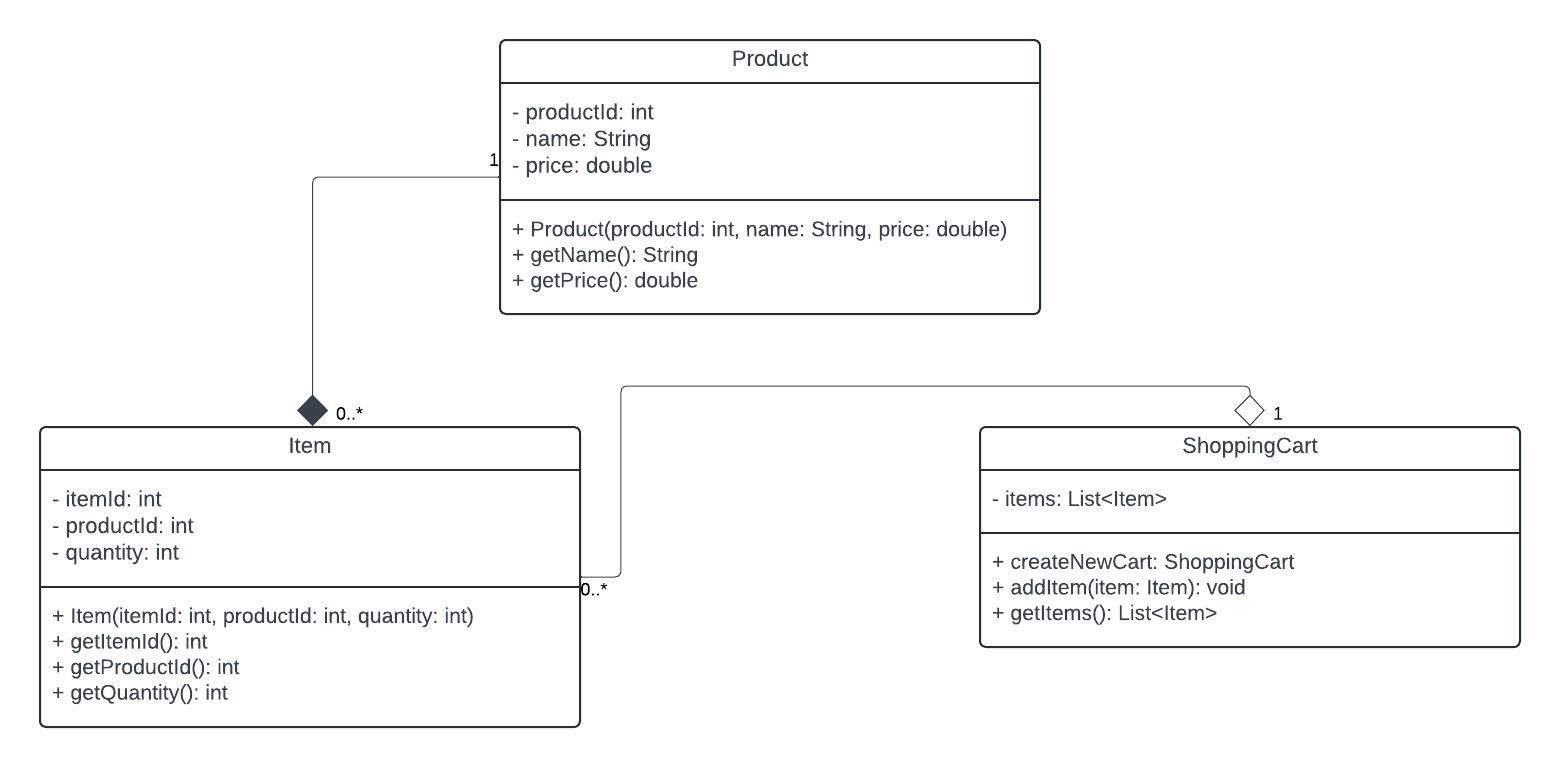 Product
- productId: int
- name: String
- price: double
1
+ Product(productId: int, name: String, price: double)
+ getName(): String
+ getPrice(): double
0..*
1
Item
- itemId: int
- productId: int
- quantity: int
0..*
+ Item(itemId: int, productId: int, quantity: int)
+ getItemId(): int
+ getProductId(): int
+ getQuantity(): int
ShoppingCart
- items: List<Item>
+ createNewCart: ShoppingCart
+ addItem(item: Item): void
+ getItems(): List<Item>